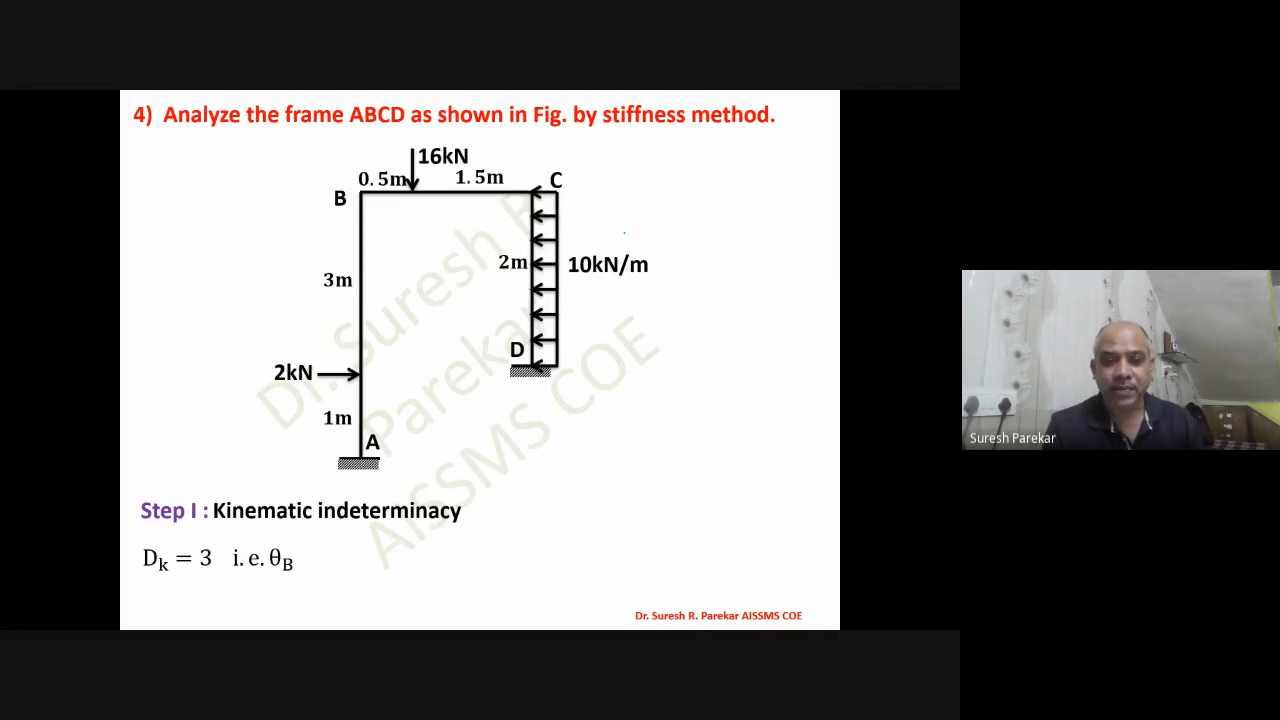 4) Analyze the frame ABCD as shown in Fig. by stiffness method.
16kN
0.5m
1.5m
B
C
3m
2m
10kN/m
D
2kN
1m
A
Step I : Kinematic indeterminacy
Dₖ = 3 i.e. θ_B
Dr. Suresh R. Parekar AISSMS COE
Dr. Suresh R.
Parekar
AISSMS COE
Suresh Parekar